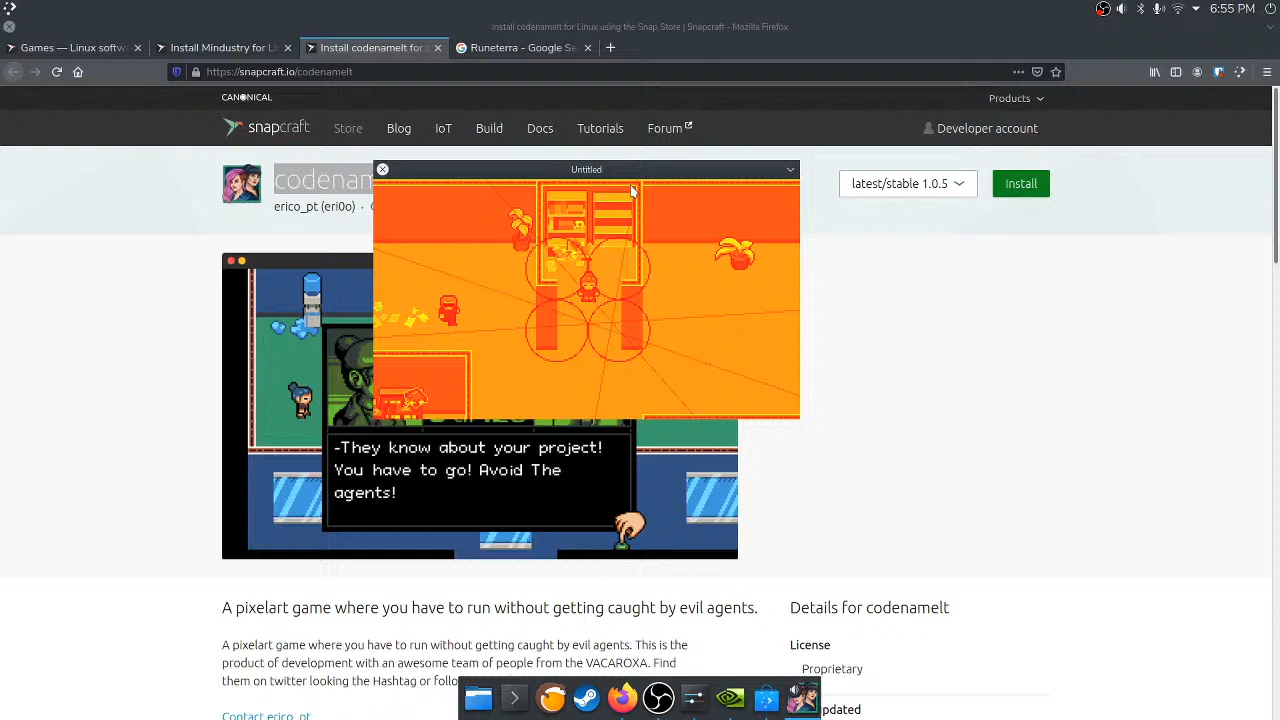 6:55 PM
Install codenamelt for Linux using the Snap Store | Snapcraft - Mozilla Firefox
Games — Linux softw
Install Mindustry for Li
Install codenamelt for
Runeterra - Google Se
https://snapcraft.io/codenamelt
CANONICAL
Products
snapcraft
Store
Blog
IoT
Build
Docs
Tutorials
Forum
Developer account
Untitled
codenam
erico_pt (eri0o)
latest/stable 1.0.5
Install
-They know about your project!
You have to go! Avoid The
agents!
A pixelart game where you have to run without getting caught by evil agents.
Details for codenamelt
A pixelart game where you have to run without getting caught by evil agents. This is the
License
product of development with an awesome team of people from the VACAROXA. Find
Proprietary
them on twitter looking the Hashtag or follo
updated
Contact erico_pt